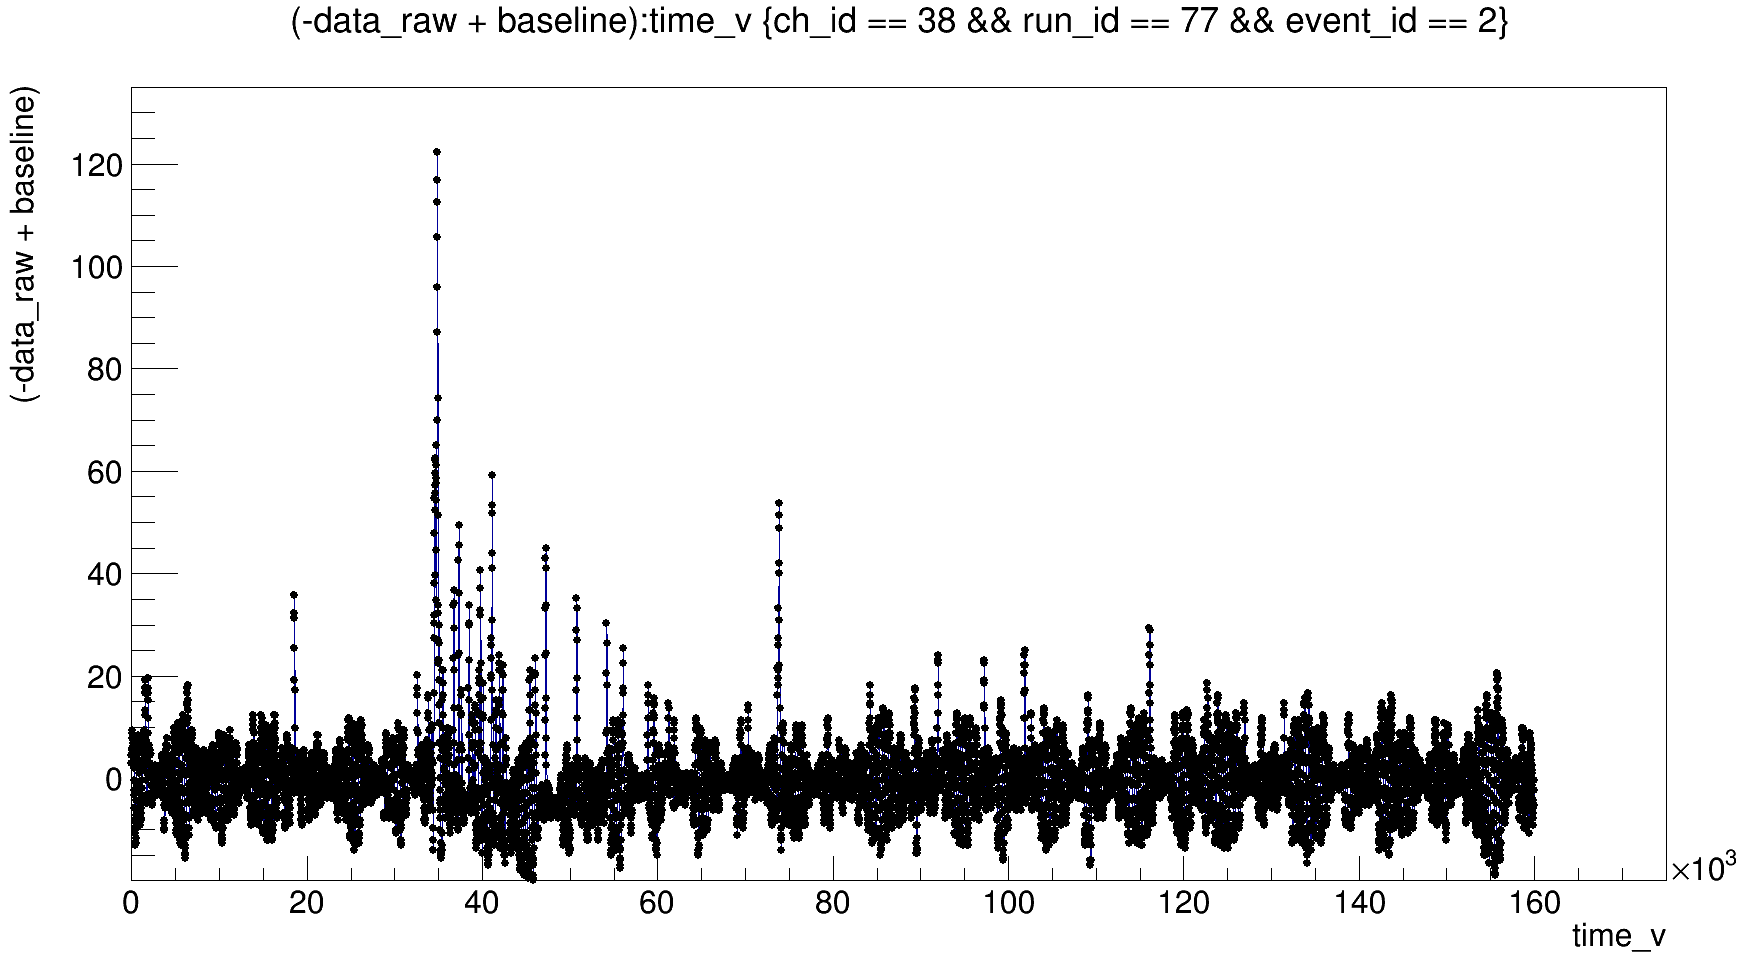 (-data_raw + baseline):time_v {ch_id == 38 && run_id == 77 && event_id == 2}
(-data_raw + baseline)
120
100
80
60
40
20
0
0 20 40 60 80 100 120 140 160
×10³
time_v